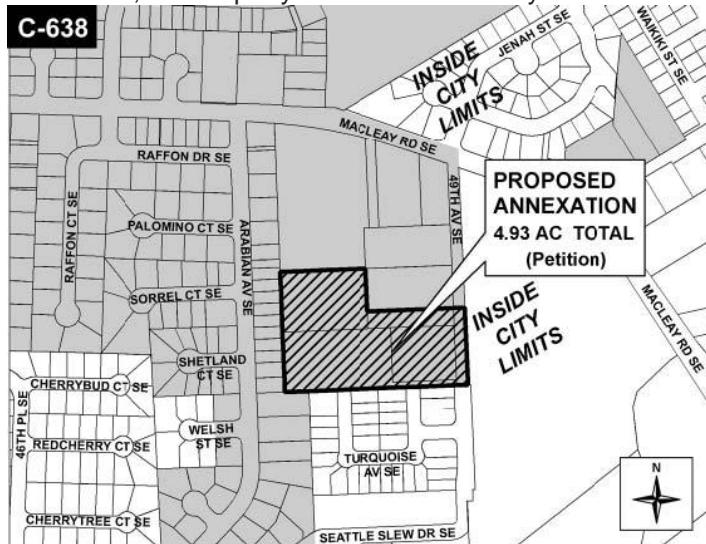 C-638
INSIDE
CITY
LIMITS
JENAH ST SE
WAIKIKI ST SE
MACLEAY RD SE
RAFFON DR SE
49TH AV SE
PROPOSED
ANNEXATION
4.93 AC TOTAL
(Petition)
RAFFON CT SE
PALOMINO CT SE
ARABIAN AV SE
SORREL CT SE
INSIDE
CITY
LIMITS
MACLEAY RD SE
SHETLAND
CT SE
CHERRYBUD CT SE
46TH PL SE
WELSH
ST SE
REDCHERRY CT SE
TURQUOISE
AV SE
CHERRYTREE CT SE
SEATTLE SLEW DR SE
N